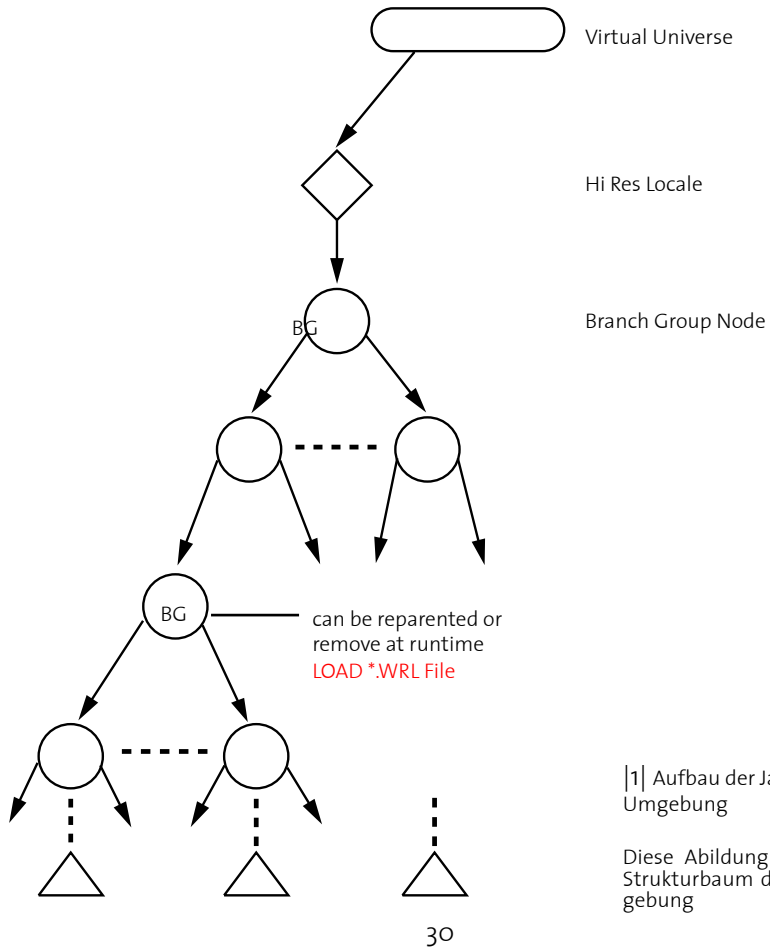 Virtual Universe
Hi Res Locale
BG
Branch Group Node
BG
can be reparented or
remove at runtime
LOAD *.WRL File
|1| Aufbau der
Umgebung
Diese Abildung
Strukturbaum
gebung
30